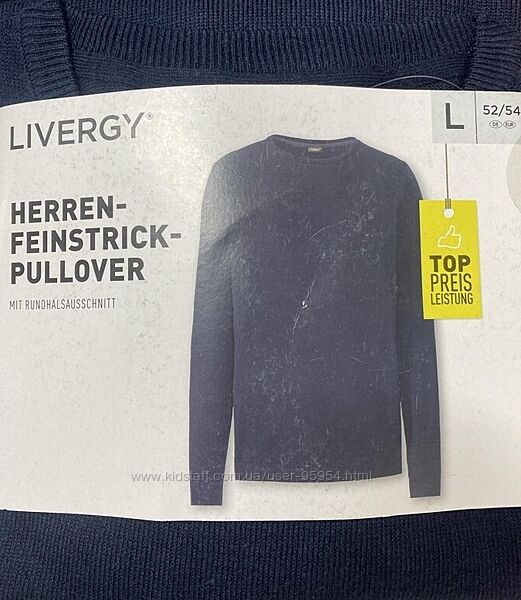 LIVERGY®
L
52/54
DE EUR
HERREN-
FEINSTRICK-
PULLOVER
MIT RUNDHALSAUSSCHNITT
TOP
PREIS
LEISTUNG
www.kidstaff.com.ua/user-95954.html